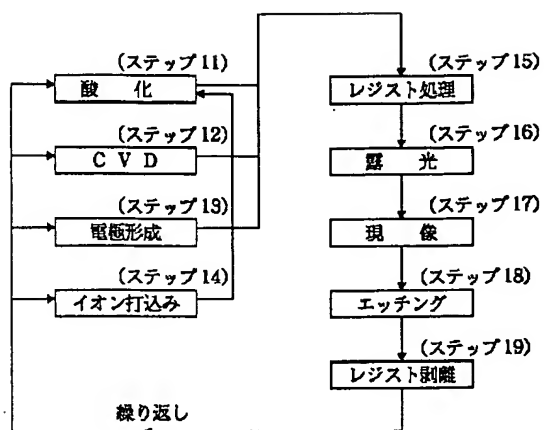 (ステップ11)
酸 化
(ステップ12)
C V D
(ステップ13)
電極形成
(ステップ14)
イオン打込み
(ステップ15)
レジスト処理
(ステップ16)
露 光
(ステップ17)
現 像
(ステップ18)
エッチング
(ステップ19)
レジスト剥離
繰り返し